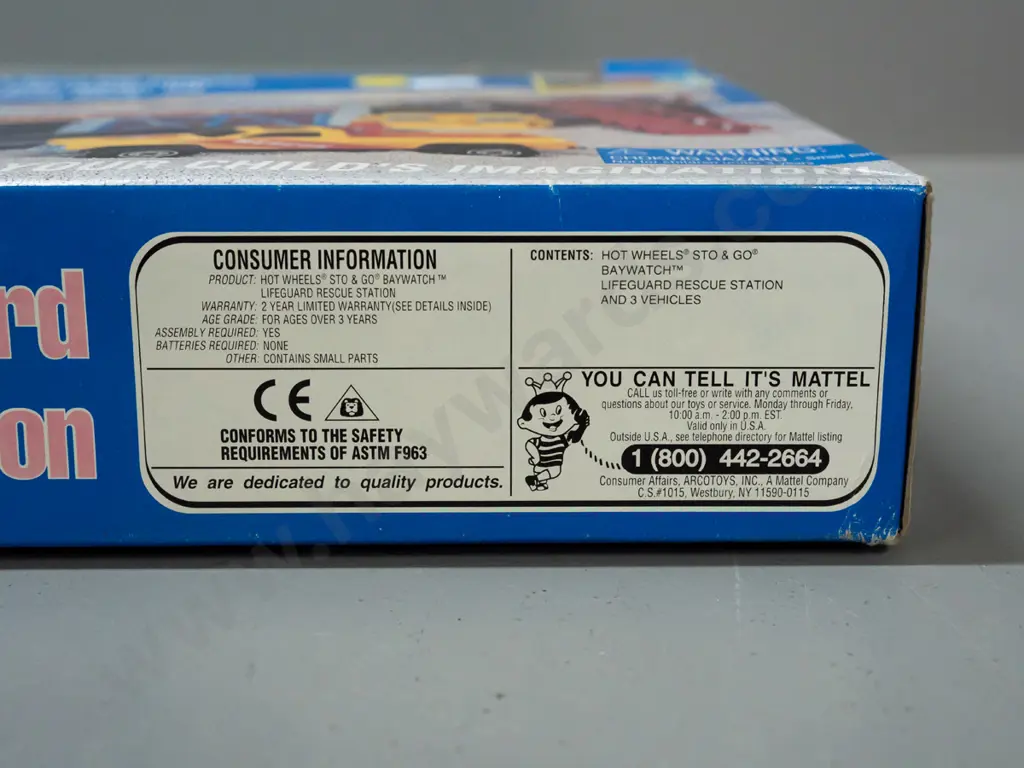 CHILD'S IMAGINATION
WARNING:
CHOKING HAZARD - Small
rd
on
CONSUMER INFORMATION
PRODUCT: HOT WHEELS® STO & GO® BAYWATCH™
LIFEGUARD RESCUE STATION
WARRANTY: 2 YEAR LIMITED WARRANTY(SEE DETAILS INSIDE)
AGE GRADE: FOR AGES OVER 3 YEARS
ASSEMBLY REQUIRED: YES
BATTERIES REQUIRED: NONE
OTHER: CONTAINS SMALL PARTS
CE
CONFORMS TO THE SAFETY
REQUIREMENTS OF ASTM F963
We are dedicated to quality products.
CONTENTS: HOT WHEELS® STO & GO®
BAYWATCH™
LIFEGUARD RESCUE STATION
AND 3 VEHICLES
YOU CAN TELL IT'S MATTEL
CALL us toll-free or write with any comments or
questions about our toys or service. Monday through Friday,
10:00 a.m. - 2:00 p.m. EST.
Valid only in U.S.A.
Outside U.S.A., see telephone directory for Mattel listing
1 (800) 442-2664
Consumer Affairs, ARCOTOYS, INC., A Mattel Company
C.S.#1015, Westbury, NY 11590-0115